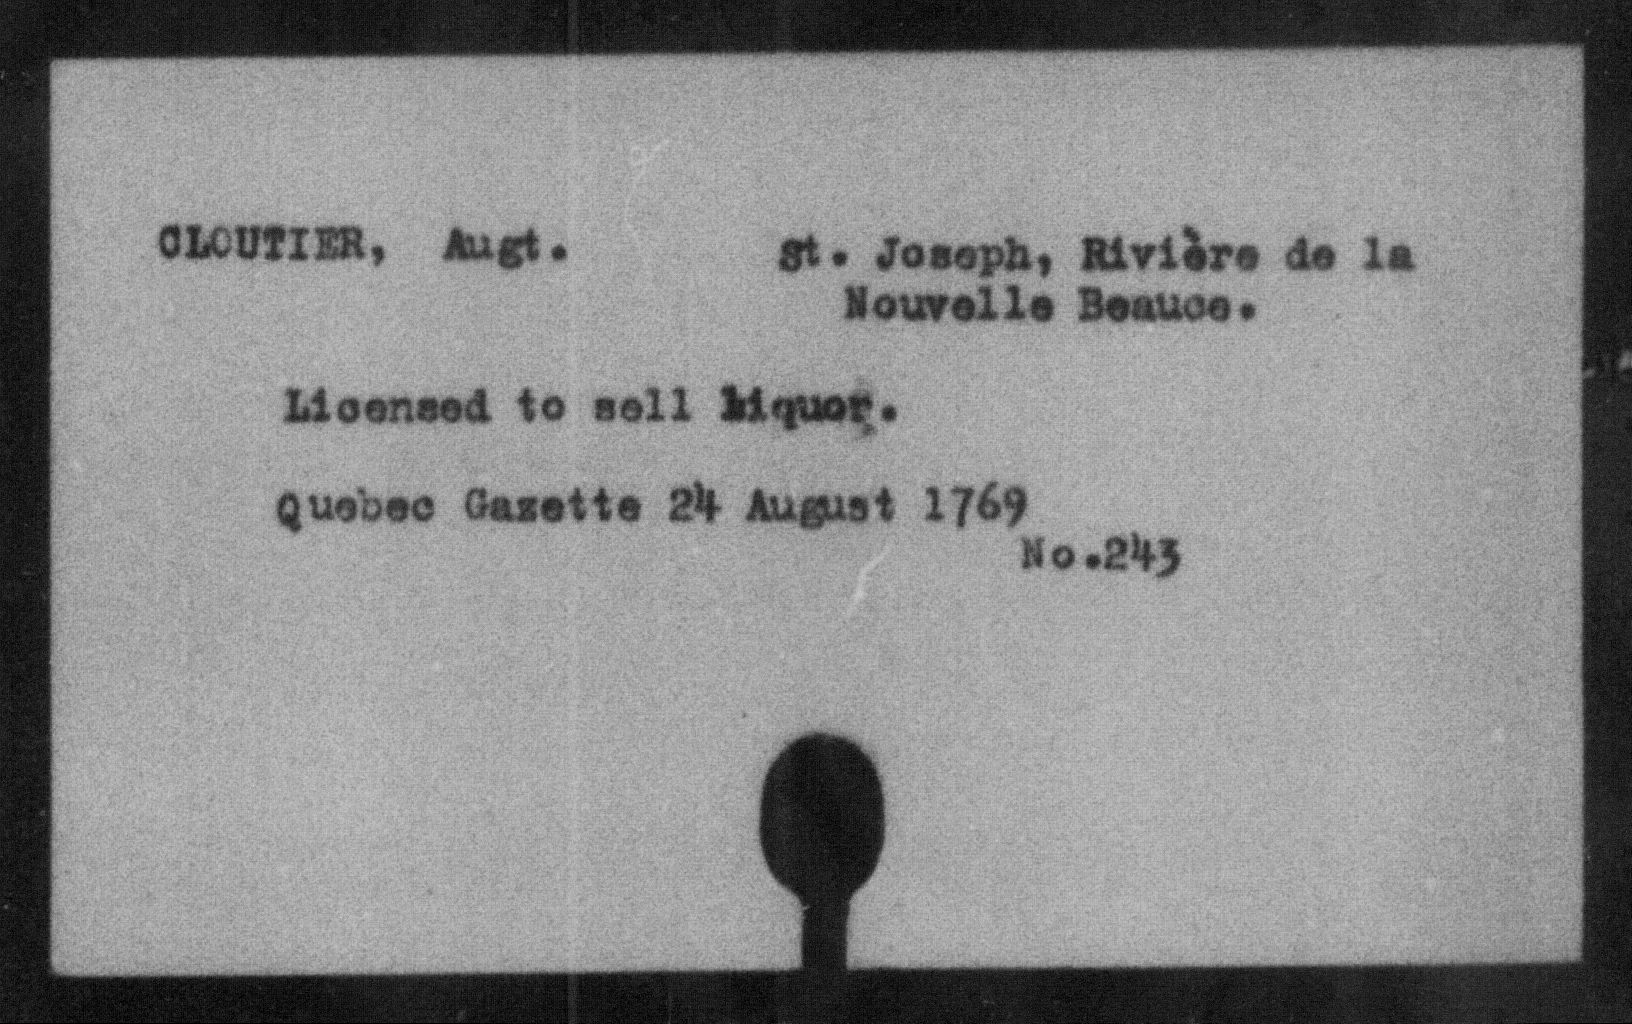 CLOUTIER, Augt. St. Joseph, Rivière de la
Nouvelle Beauce.
Licensed to sell liquor.
Quebec Gazette 24 August 1769
No.243